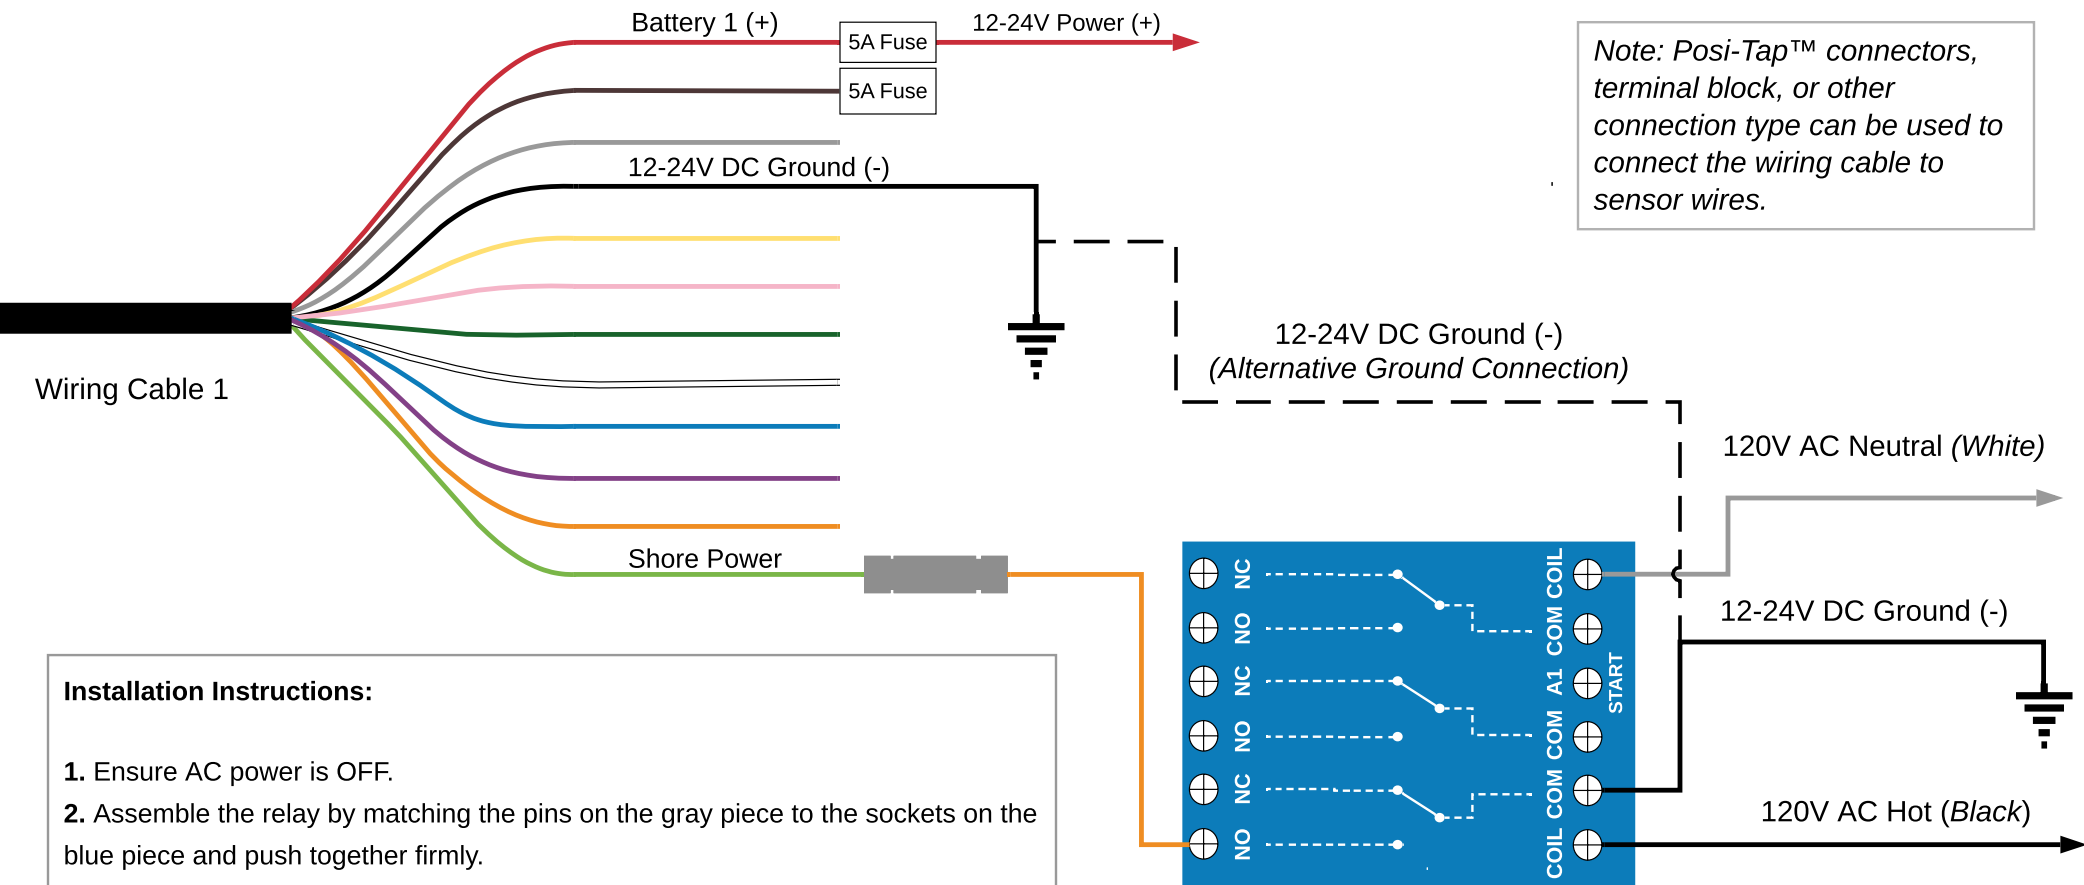 Battery 1 (+)
5A Fuse
12-24V Power (+)
5A Fuse
Note: Posi-Tap™ connectors,
terminal block, or other
connection type can be used to
connect the wiring cable to
sensor wires.
12-24V DC Ground (-)
Wiring Cable 1
12-24V DC Ground (-)
(Alternative Ground Connection)
120V AC Neutral (White)
Shore Power
12-24V DC Ground (-)
120V AC Hot (Black)
NC
NO
NC
NO
NC
NO
COIL
COM
A1
START
COM
COM
COIL
Installation Instructions:
1. Ensure AC power is OFF.
2. Assemble the relay by matching the pins on the gray piece to the sockets on the
blue piece and push together firmly.